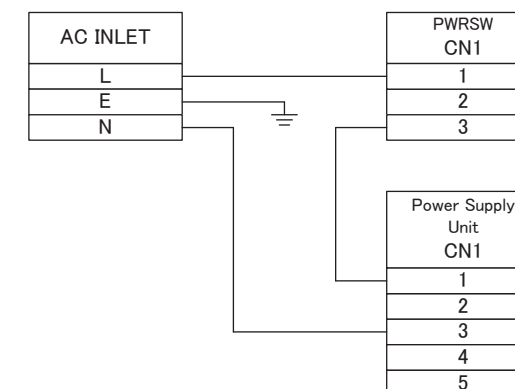 AC INLET
L
E
N
PWRSW
CN1
1
2
3
Power Supply
Unit
CN1
1
2
3
4
5